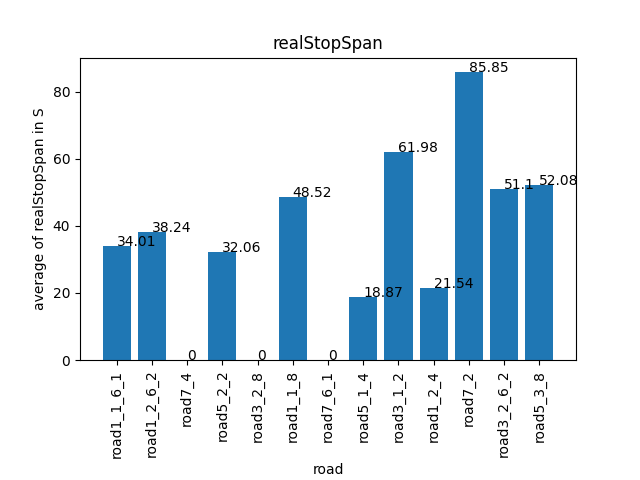 realStopSpan
average of realStopSpan in S
80
60
40
20
0
34.01
38.24
0
32.06
0
48.52
0
18.87
61.98
21.54
85.85
51.1
52.08
road1_1_6_1
road1_2_6_2
road7_4
road5_2_2
road3_2_8
road1_1_8
road7_6_1
road5_1_4
road3_1_2
road1_2_4
road7_2
road3_2_6_2
road5_3_8
road